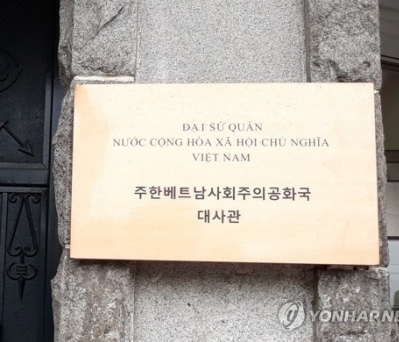 ĐẠI SỨ QUÁN
NƯỚC CỘNG HÒA XÃ HỘI CHỦ NGHĨA
VIỆT NAM
주한베트남사회주의공화국
대사관
YONHAP NEWS